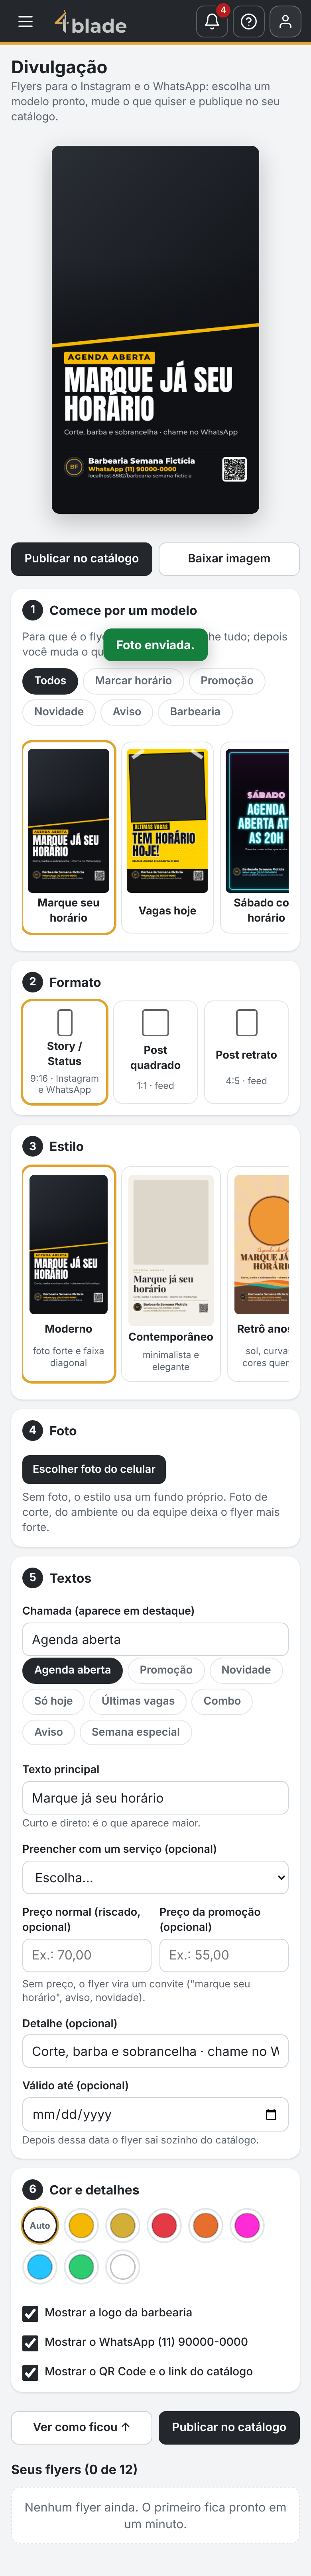 4blade
4
Divulgação
Flyers para o Instagram e o WhatsApp: escolha um
modelo pronto, mude o que quiser e publique no seu
catálogo.
AGENDA ABERTA
MARQUE JÁ SEU
HORÁRIO
Corte, barba e sobrancelha · chame no WhatsApp
BF
Barbearia Semana Fictícia
WhatsApp (11) 90000-0000
localhost:8882/barbearia-semana-ficticia
Publicar no catálogo
Baixar imagem
1 Comece por um modelo
Para que é o fly
he tudo; depois
você muda o qu
Foto enviada.
Todos
Marcar horário
Promoção
Novidade
Aviso
Barbearia
AGENDA ABERTA
MARQUE JÁ SEU
HORÁRIO
Barbearia Semana Fictícia
Marque seu
horário
ÚLTIMAS VAGAS
TEM HORÁRIO
HOJE!
Barbearia Semana Fictícia
Vagas hoje
SÁBADO
AGENDA
ABERTA AT
AS 20H
Barbearia Semana Fictícia
Sábado co
horário
2 Formato
Story /
Status
9:16 · Instagram
e WhatsApp
Post
quadrado
1:1 · feed
Post retrato
4:5 · feed
3 Estilo
AGENDA ABERTA
MARQUE JÁ SEU
HORÁRIO
Barbearia Semana Fictícia
Moderno
foto forte e faixa
diagonal
Marque já seu
horário
Barbearia Semana Fictícia
Contemporâneo
minimalista e
elegante
Agenda aberta
MARQUE JÁ
HORÁRI
Barbearia Semana Fictícia
Retrô anos
sol, curva
cores quer
4 Foto
Escolher foto do celular
Sem foto, o estilo usa um fundo próprio. Foto de
corte, do ambiente ou da equipe deixa o flyer mais
forte.
5 Textos
Chamada (aparece em destaque)
Agenda aberta
Agenda aberta
Promoção
Novidade
Só hoje
Últimas vagas
Combo
Aviso
Semana especial
Texto principal
Marque já seu horário
Curto e direto: é o que aparece maior.
Preencher com um serviço (opcional)
Escolha...
Preço normal (riscado,
opcional)
Preço da promoção
(opcional)
Ex.: 70,00
Ex.: 55,00
Sem preço, o flyer vira um convite ("marque seu
horário", aviso, novidade).
Detalhe (opcional)
Corte, barba e sobrancelha · chame no W
Válido até (opcional)
mm/dd/yyyy
Depois dessa data o flyer sai sozinho do catálogo.
6 Cor e detalhes
Auto
Mostrar a logo da barbearia
Mostrar o WhatsApp (11) 90000-0000
Mostrar o QR Code e o link do catálogo
Ver como ficou ↑
Publicar no catálogo
Seus flyers (0 de 12)
Nenhum flyer ainda. O primeiro fica pronto em
um minuto.